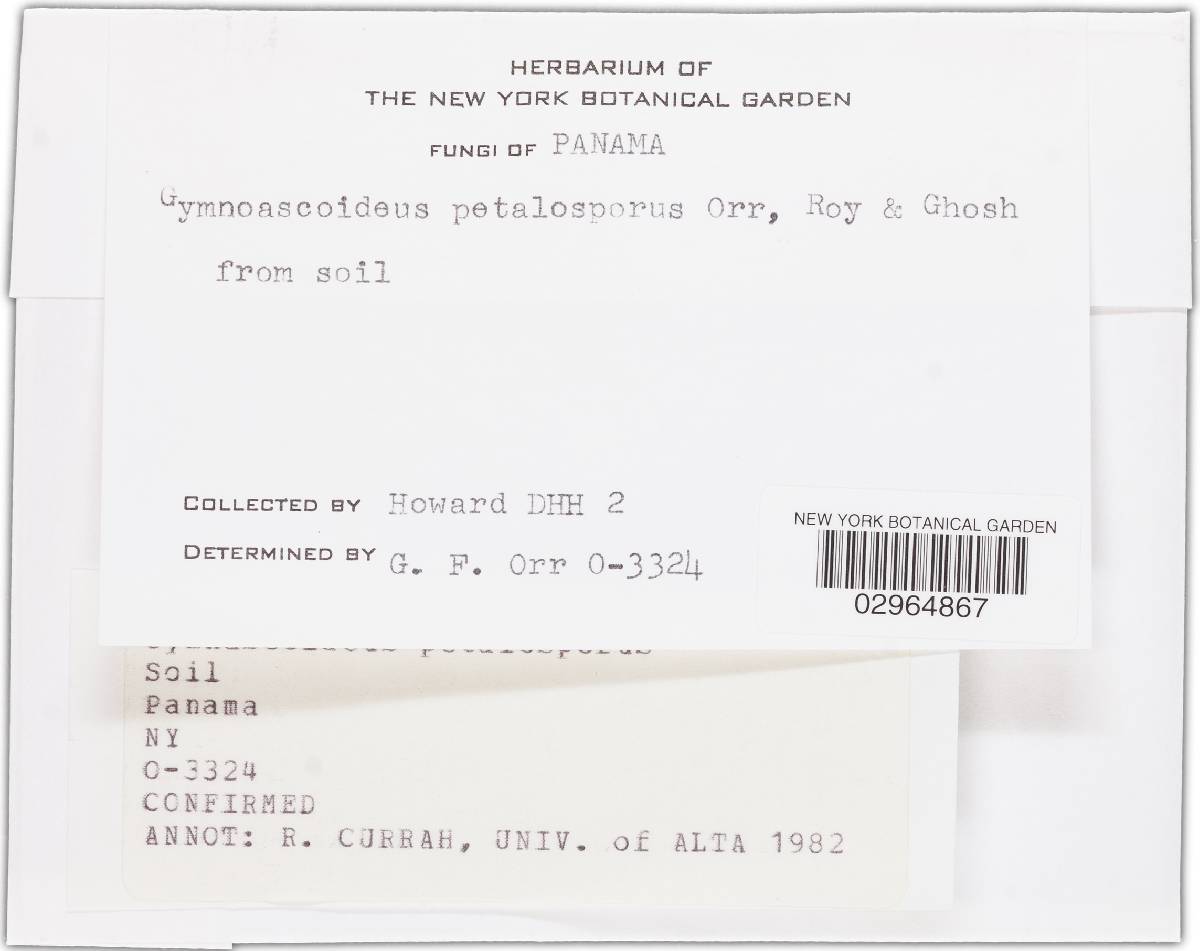 HERBARIUM OF
THE NEW YORK BOTANICAL GARDEN
FUNGI OF PANAMA
Gymnoascoideus petalosporus Orr, Roy & Ghosh
from soil
COLLECTED BY Howard DHH 2
DETERMINED BY G. F. Orr O-3324
NEW YORK BOTANICAL GARDEN
02964867
Soil
Panama
NY
O-3324
CONFIRMED
ANNOT: R. CURRAH, UNIV. of ALTA 1982